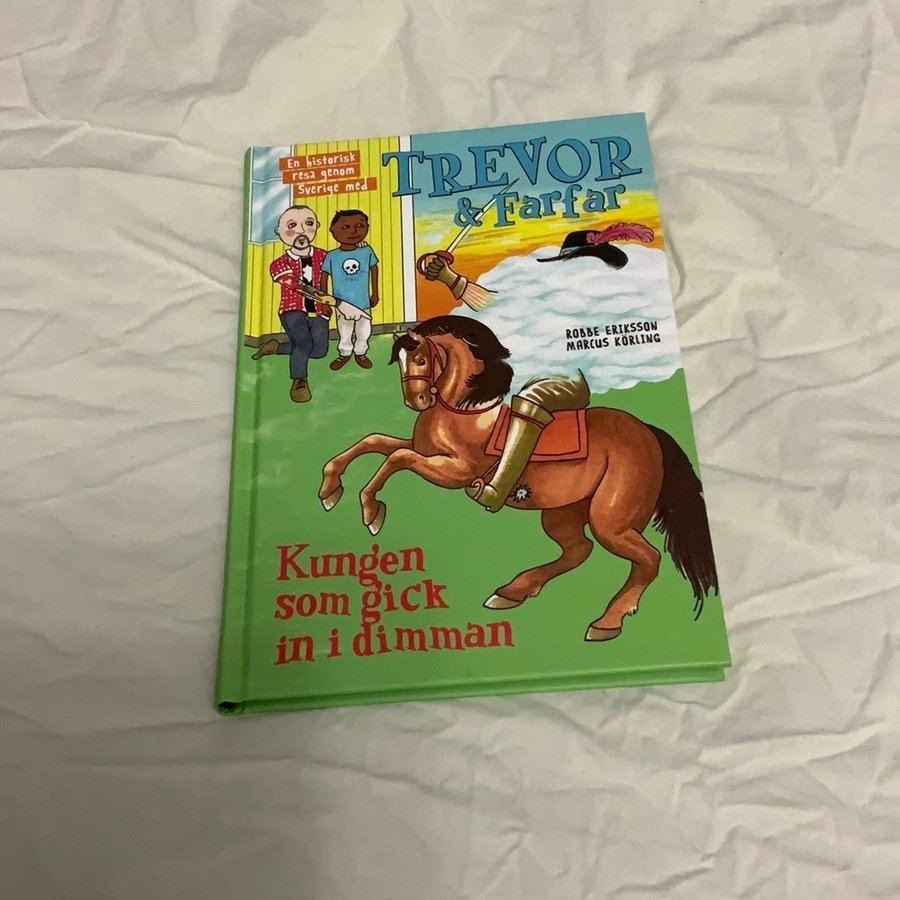 En historisk
resa genom
Sverige med
TREVOR
& Farfar
ROBBE ERIKSSON
MARCUS KÖRLING
Kungen
som gick
in i dimman